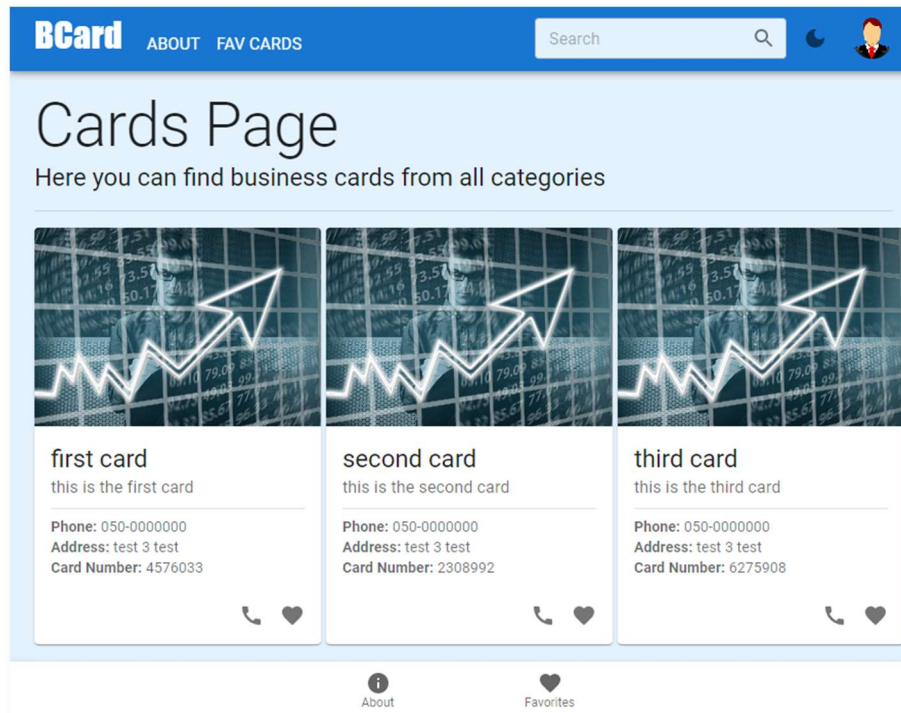 BCard ABOUT FAV CARDS Search
Cards Page
Here you can find business cards from all categories
first card
this is the first card
Phone: 050-0000000
Address: test 3 test
Card Number: 4576033
second card
this is the second card
Phone: 050-0000000
Address: test 3 test
Card Number: 2308992
third card
this is the third card
Phone: 050-0000000
Address: test 3 test
Card Number: 6275908
About
Favorites